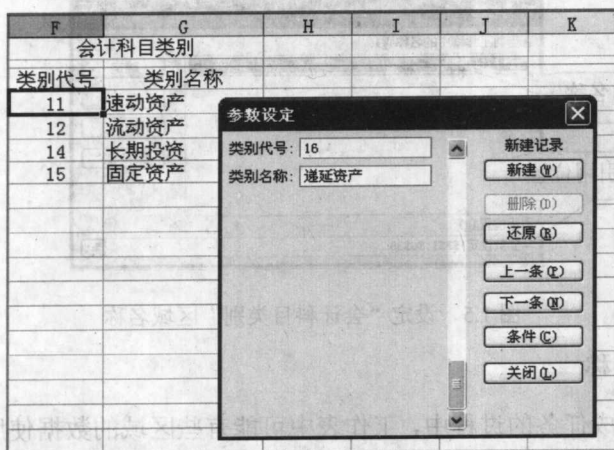 F G H I J K
会计科目类别
类别代号 类别名称
11 速动资产
12 流动资产
14 长期投资
15 固定资产
参数设定
类别代号: 16
类别名称: 递延资产
新建记录
新建(W)
删除(D)
还原(R)
上一条(P)
下一条(N)
条件(C)
关闭(L)